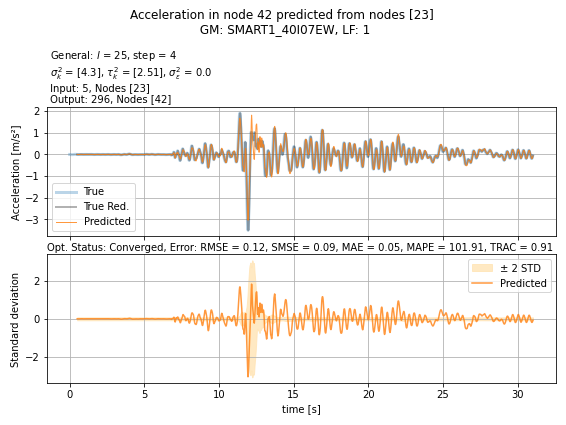 Acceleration in node 42 predicted from nodes [23]
GM: SMART1_40I07EW, LF: 1
General: l = 25, step = 4
σ²ₖ = [4.3], τ²ₖ = [2.51], σ²ₑ = 0.0
Input: 5, Nodes [23]
Output: 296, Nodes [42]
Acceleration [m/s²]
2
1
0
−1
−2
−3
True
True Red.
Predicted
Opt. Status: Converged, Error: RMSE = 0.12, SMSE = 0.09, MAE = 0.05, MAPE = 101.91, TRAC = 0.91
Standard deviation
2
0
−2
± 2 STD
Predicted
0 5 10 15 20 25 30
time [s]